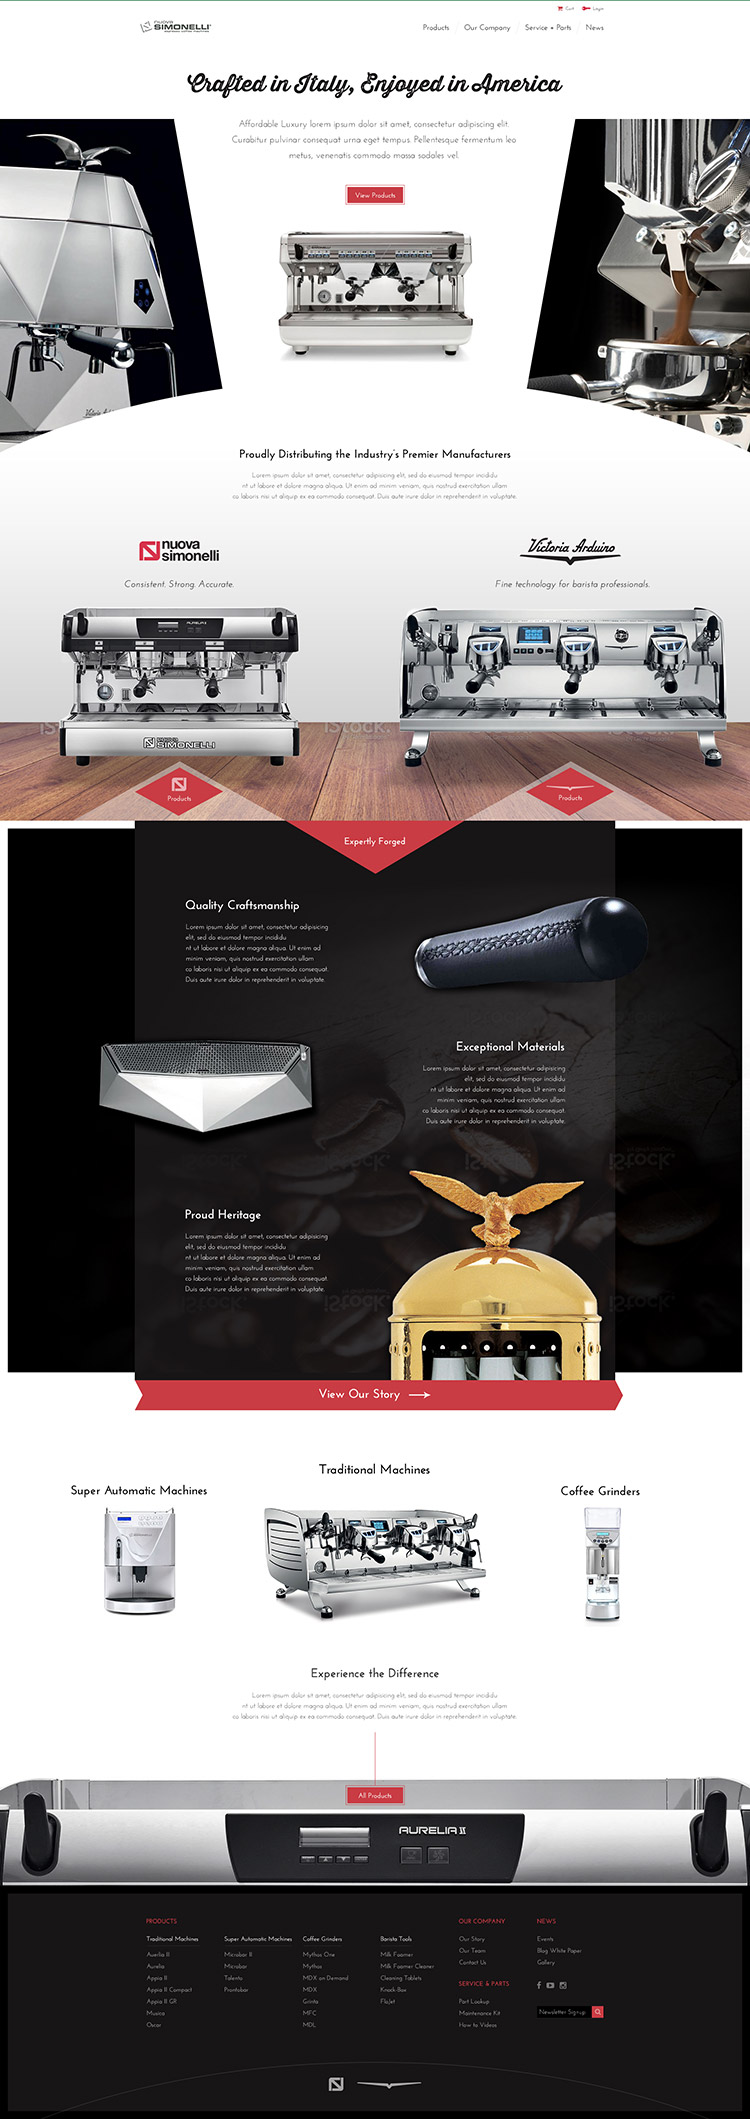 Cart Login
nuova
SIMONELLI
Products Our Company Service + Parts News
Crafted in Italy, Enjoyed in America
Affordable Luxury lorem ipsum dolor sit amet, consectetur adipiscing elit.
Curabitur pulvinar consequat urna eget tempus. Pellentesque fermentum leo
metus, venenatis commodo massa sodales vel.
View Products
Victoria Ardu
Proudly Distributing the Industry's Premier Manufacturers
Lorem ipsum dolor sit amet, consectetur adipisicing elit, sed do eiusmod tempor incididu
nt ut labore et dolore magna aliqua. Ut enim ad minim veniam, quis nostrud exercitation ullam
co laboris nisi ut aliquip ex ea commodo consequat. Duis aute irure dolor in reprehenderit in voluptate.
nuova
simonelli
Victoria Arduino
Consistent. Strong. Accurate.
Fine technology for barista professionals.
AURELIA II
iStock.
nuova
SIMONELLI
iStock.
Products
Products
Expertly Forged
Quality Craftsmanship
Lorem ipsum dolor sit amet, consectetur adipisicing
elit, sed do eiusmod tempor incididu
nt ut labore et dolore magna aliqua. Ut enim ad
minim veniam, quis nostrud exercitation ullam
co laboris nisi ut aliquip ex ea commodo consequat.
Duis aute irure dolor in reprehenderit in voluptate.
Exceptional Materials
Lorem ipsum dolor sit amet, consectetur adipisicing
elit, sed do eiusmod tempor incididu
nt ut labore et dolore magna aliqua. Ut enim ad
minim veniam, quis nostrud exercitation ullam
co laboris nisi ut aliquip ex ea commodo consequat.
Duis aute irure dolor in reprehenderit in voluptate.
iStock.
iStock.
Proud Heritage
Lorem ipsum dolor sit amet, consectetur adipisicing
elit, sed do eiusmod tempor incididu
nt ut labore et dolore magna aliqua. Ut enim ad
minim veniam, quis nostrud exercitation ullam
co laboris nisi ut aliquip ex ea commodo consequat.
Duis aute irure dolor in reprehenderit in voluptate.
iStock.
iStock.
iStock.
View Our Story
Traditional Machines
Super Automatic Machines
Coffee Grinders
Experience the Difference
Lorem ipsum dolor sit amet, consectetur adipisicing elit, sed do eiusmod tempor incididu
nt ut labore et dolore magna aliqua. Ut enim ad minim veniam, quis nostrud exercitation ullam
co laboris nisi ut aliquip ex ea commodo consequat. Duis aute irure dolor in reprehenderit in voluptate.
All Products
AURELIA II
PRODUCTS
Traditional Machines
Aurelia II
Aurelia
Appia II
Appia II Compact
Appia II GR
Musica
Oscar
Super Automatic Machines
Microbar II
Microbar
Talento
Prontobar
Coffee Grinders
Mythos One
Mythos
MDX on Demand
MDX
Grinta
MFC
MDL
Barista Tools
Milk Foamer
Milk Foamer Cleaner
Cleaning Tablets
Knock-Box
FloJet
OUR COMPANY
Our Story
Our Team
Contact Us
SERVICE & PARTS
Part Lookup
Maintenance Kit
How to Videos
NEWS
Events
Blog White Paper
Gallery
Newsletter Signup